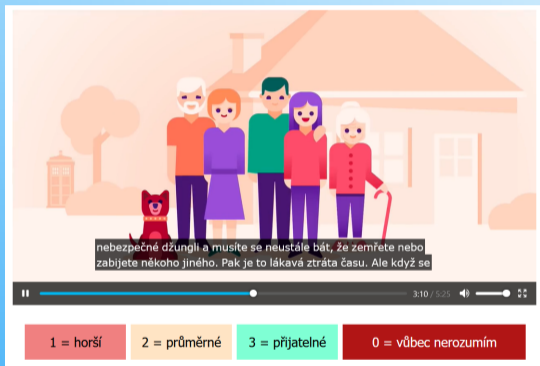 nebezpečné džungli a musíte se neustále bát, že zemřete nebo
zabijete někoho jiného. Pak je to lákavá ztráta času. Ale když se
3:10 / 5:25
1 = horší
2 = průměrné
3 = přijatelné
0 = vůbec nerozumím